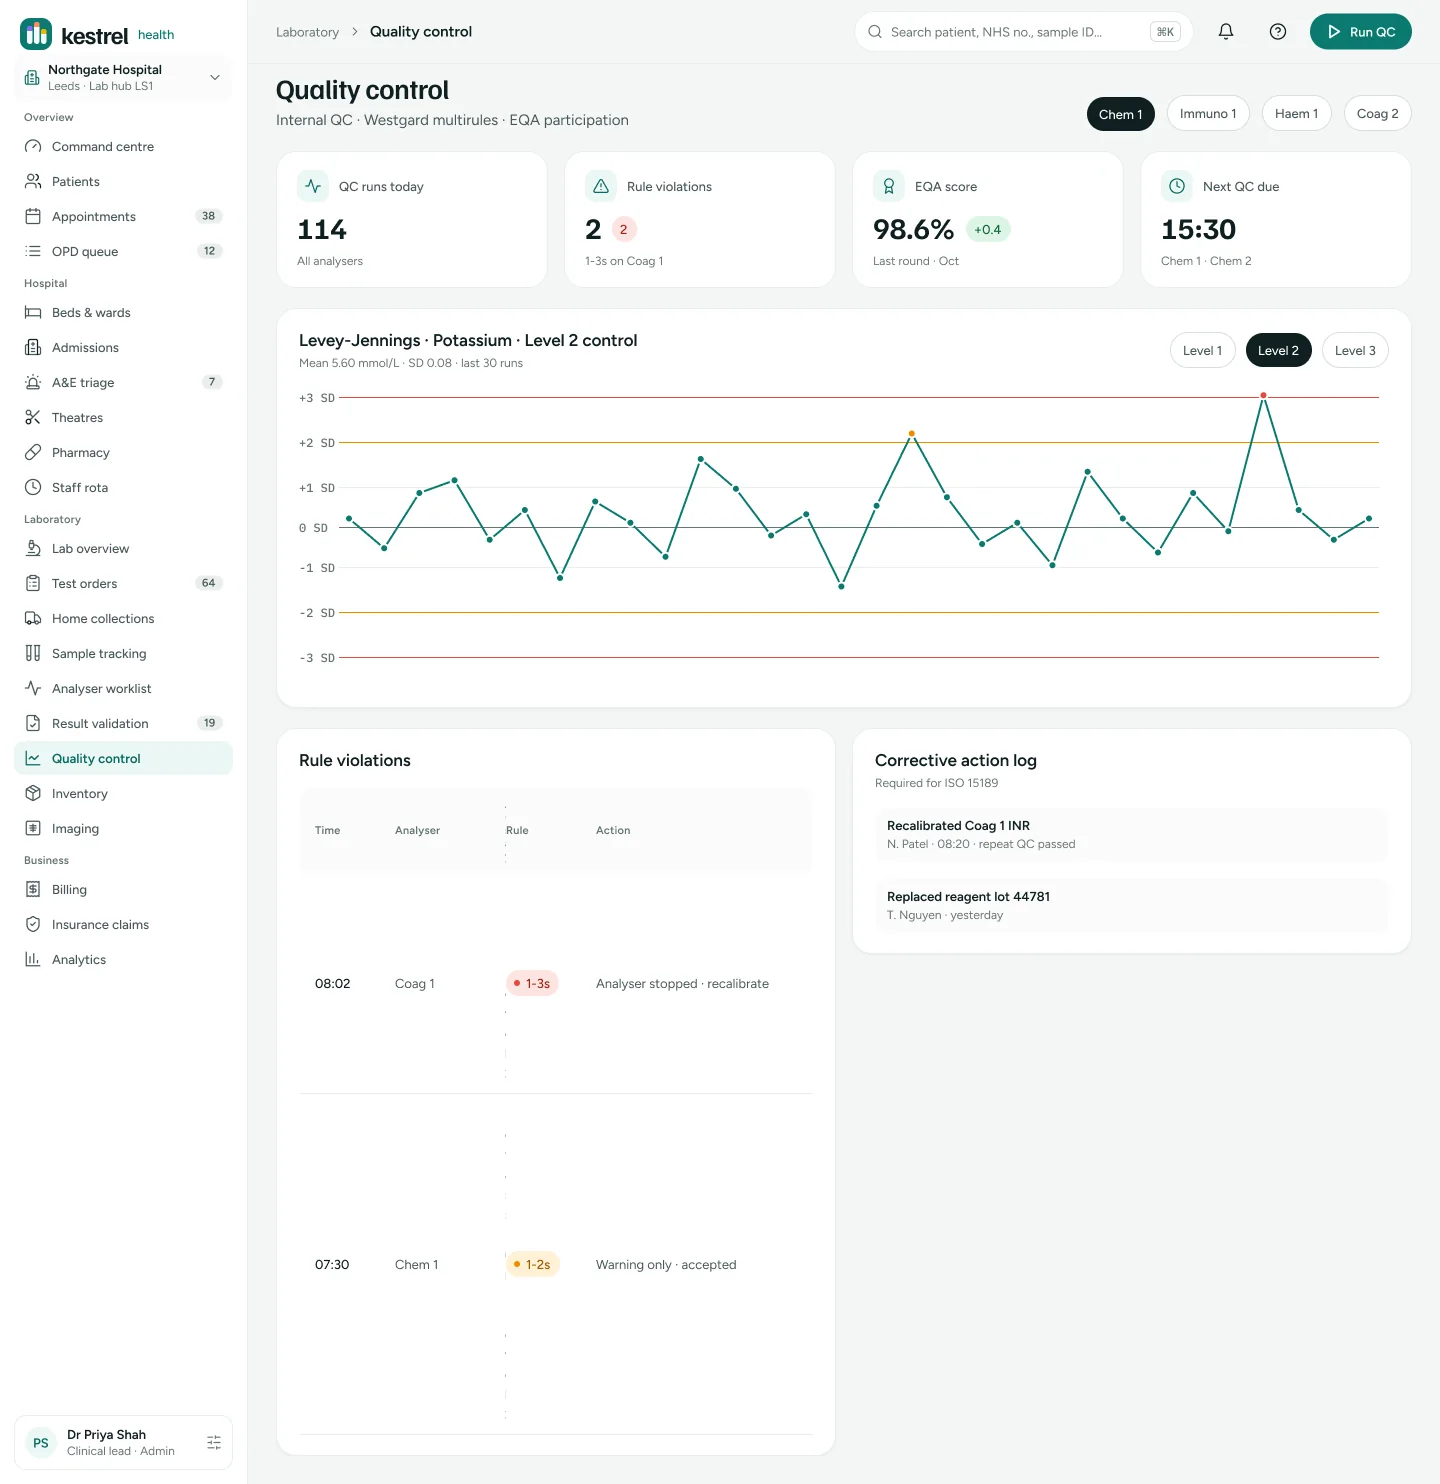 kestrel health
Northgate Hospital
Leeds · Lab hub LS1
Overview
Command centre
Patients
Appointments 38
OPD queue 12
Hospital
Beds & wards
Admissions
A&E triage 7
Theatres
Pharmacy
Staff rota
Laboratory
Lab overview
Test orders 64
Home collections
Sample tracking
Analyser worklist
Result validation 19
Quality control
Inventory
Imaging
Business
Billing
Insurance claims
Analytics
PS
Dr Priya Shah
Clinical lead · Admin
Laboratory > Quality control
Search patient, NHS no., sample ID... ⌘K
Run QC
Quality control
Internal QC · Westgard multirules · EQA participation
Chem 1 Immuno 1 Haem 1 Coag 2
QC runs today
114
All analysers
Rule violations
2 2
1-3s on Coag 1
EQA score
98.6% +0.4
Last round · Oct
Next QC due
15:30
Chem 1 · Chem 2
Levey-Jennings · Potassium · Level 2 control
Mean 5.60 mmol/L · SD 0.08 · last 30 runs
Level 1 Level 2 Level 3
+3 SD
+2 SD
+1 SD
0 SD
-1 SD
-2 SD
-3 SD
Rule violations
Time Analyser Rule Action
08:02 Coag 1 1-3s Analyser stopped · recalibrate
07:30 Chem 1 1-2s Warning only · accepted
Corrective action log
Required for ISO 15189
Recalibrated Coag 1 INR
N. Patel · 08:20 · repeat QC passed
Replaced reagent lot 44781
T. Nguyen · yesterday